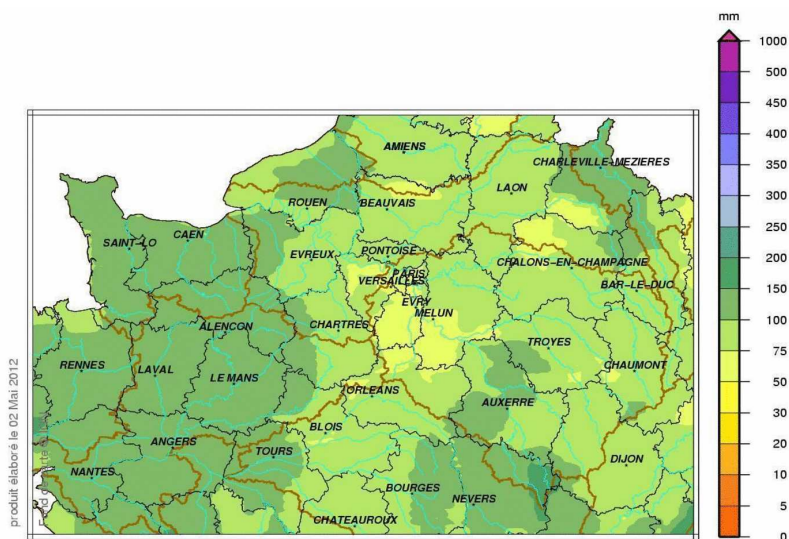 mm
1000
500
450
400
350
300
250
200
150
100
75
50
30
20
10
5
0
AMIENS
CHARLEVILLE-MEZIERES
LAON
ROUEN
BEAUVAIS
CAEN
SAINT-LO
EVREUX
PONTOISE
CHALONS-EN-CHAMPAGNE
PARIS
VERSAILLES
BAR-LE-DUC
EVRY
MELUN
ALENCON
CHARTRES
TROYES
RENNES
LAVAL
LE MANS
CHAUMONT
ORLEANS
AUXERRE
BLOIS
ANGERS
TOURS
DIJON
NANTES
BOURGES
NEVERS
CHATEAUROUX
produit élaboré le 02 Mai 2012